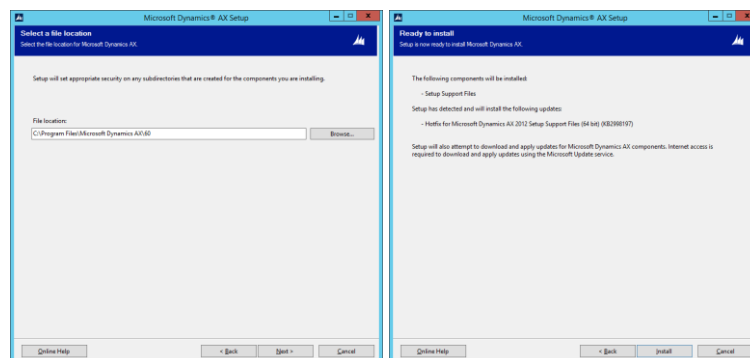 Microsoft Dynamics® AX Setup
Select a file location
Select the file location for Microsoft Dynamics AX.
Setup will set appropriate security on any subdirectories that are created for the components you are installing.
File location:
C:\Program Files\Microsoft Dynamics AX\60
Browse...
Online Help
< Back
Next >
Cancel
Microsoft Dynamics® AX Setup
Ready to install
Setup is now ready to install Microsoft Dynamics AX.
The following components will be installed:
- Setup Support Files
Setup has detected and will install the following updates:
- Hotfix for Microsoft Dynamics AX 2012 Setup Support Files (64 bit) (KB2998197)
Setup will also attempt to download and apply updates for Microsoft Dynamics AX components. Internet access is
required to download and apply updates using the Microsoft Update service.
Online Help
< Back
Install
Cancel